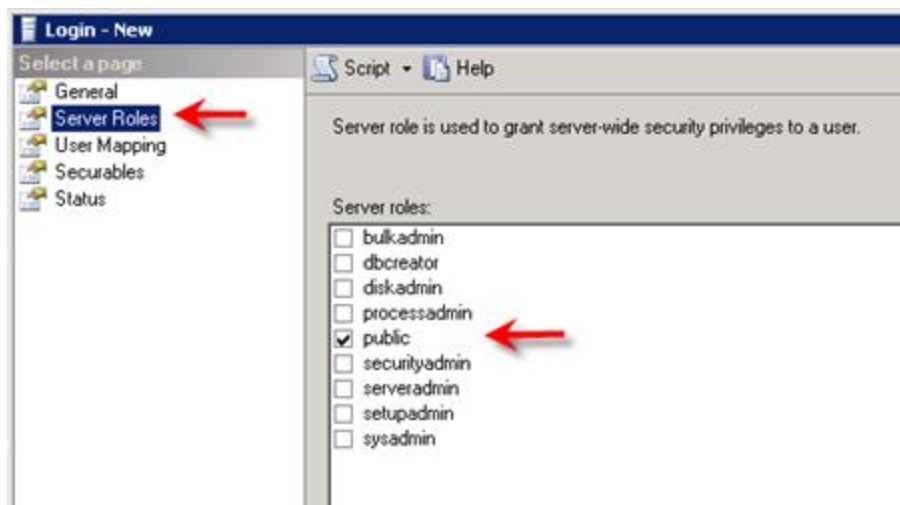 Login - New
Select a page
General
Server Roles
User Mapping
Securables
Status
Script Help
Server role is used to grant server-wide security privileges to a user.
Server roles:
bulkadmin
dbcreator
diskadmin
processadmin
public
securityadmin
serveradmin
setupadmin
sysadmin